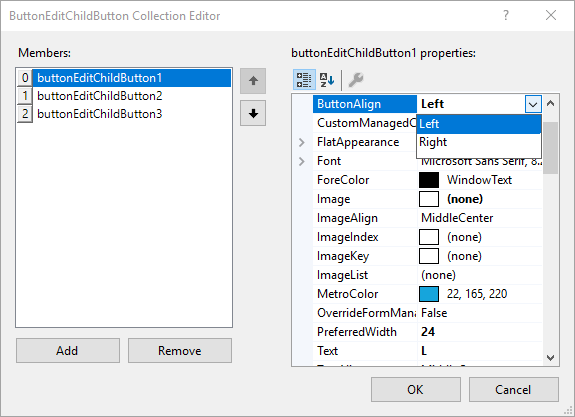 ButtonEditChildButton Collection Editor
Members:
0 buttonEditChildButton1
1 buttonEditChildButton2
2 buttonEditChildButton3
Add Remove
buttonEditChildButton1 properties:
ButtonAlign Left
Left
Right
CustomManagedC
FlatAppearance
Font Microsoft Sans Serif, 8.2
ForeColor WindowText
Image (none)
ImageAlign MiddleCenter
ImageIndex (none)
ImageKey (none)
ImageList (none)
MetroColor 22, 165, 220
OverrideFormMana False
PreferredWidth 24
Text L
OK Cancel